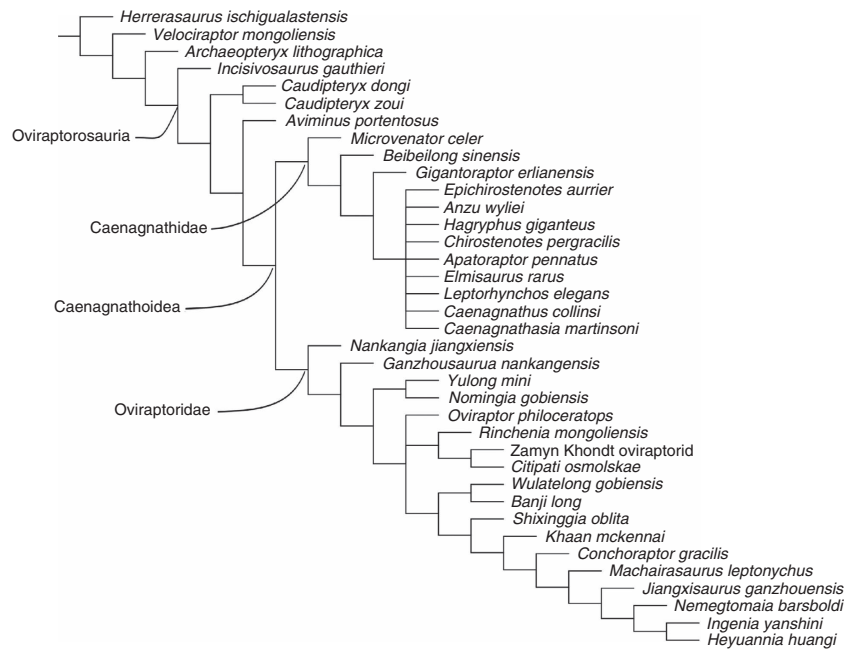 Herrerasaurus ischigualastensis
Velociraptor mongoliensis
Archaeopteryx lithographica
Incisivosaurus gauthieri
Caudipteryx dongi
Caudipteryx zoui
Aviminus portentosus
Oviraptorosauria
Microvenator celer
Beibeilong sinensis
Gigantoraptor erlianensis
Epichirostenotes aurrier
Anzu wyliei
Hagryphus giganteus
Caenagnathidae
Chirostenotes pergracilis
Apatoraptor pennatus
Elmisaurus rarus
Leptorhynchos elegans
Caenagnathoidea
Caenagnathus collinsi
Caenagnathasia martinsoni
Nankangia jiangxiensis
Ganzhousaurua nankangensis
Yulong mini
Nomingia gobiensis
Oviraptoridae
Oviraptor philoceratops
Rinchenia mongoliensis
Zamyn Khondt oviraptorid
Citipati osmolskae
Wulatelong gobiensis
Banji long
Shixinggia oblita
Khaan mckennai
Conchoraptor gracilis
Machairasaurus leptonychus
Jiangxisaurus ganzhouensis
Nemegtomaia barsboldi
Ingenia yanshini
Heyuannia huangi